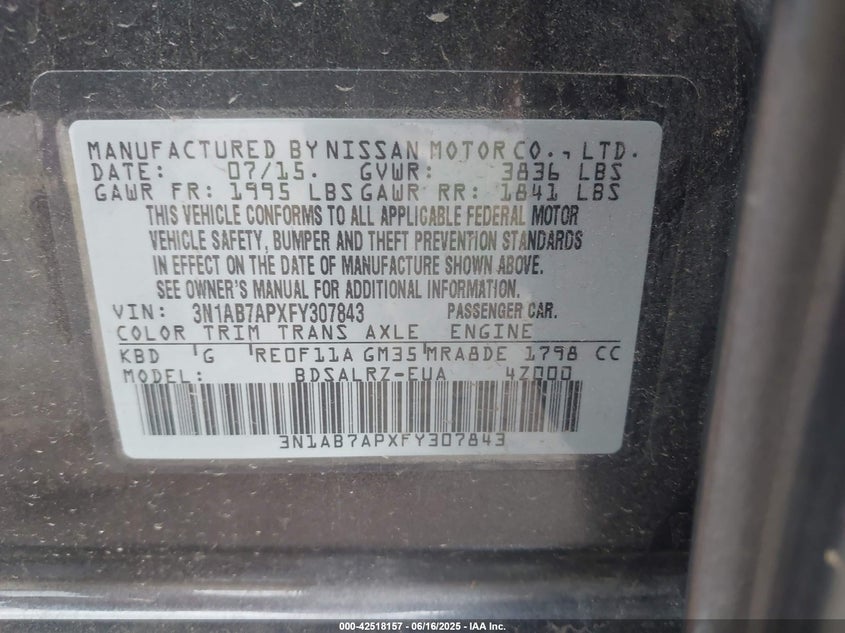 MANUFACTURED BY NISSAN MOTOR CO., LTD.
DATE: 07/15. GVWR: 3836 LBS
GAWR FR: 1995 LBS GAWR RR: 1841 LBS
THIS VEHICLE CONFORMS TO ALL APPLICABLE FEDERAL MOTOR
VEHICLE SAFETY, BUMPER AND THEFT PREVENTION STANDARDS
IN EFFECT ON THE DATE OF MANUFACTURE SHOWN ABOVE.
SEE OWNER'S MANUAL FOR ADDITIONAL INFORMATION.
VIN: 3N1AB7APXFY307843 PASSENGER CAR.
COLOR TRIM TRANS AXLE ENGINE
KBD G RE0F11A GM35 MRA8DE 1798 CC
MODEL: BDSALRZ-EUA 4Z000
3N1AB7APXFY307843
000-42518157 - 06/16/2025 - IAA Inc.